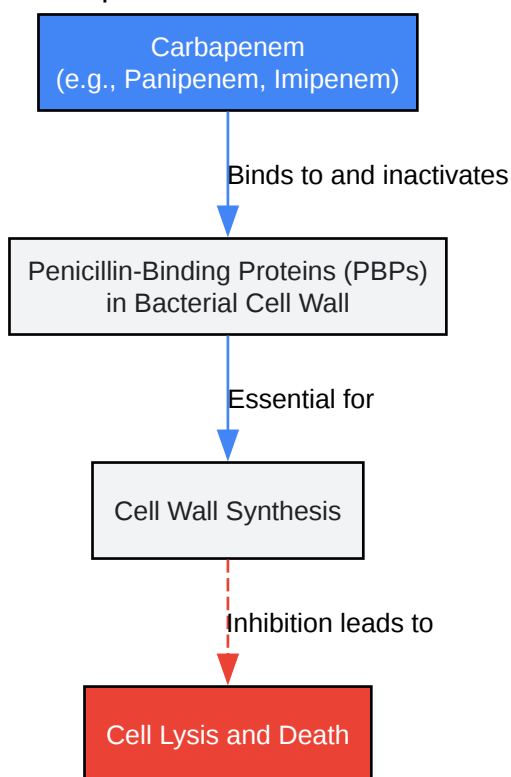 Carbapenem
(e.g., Panipenem, Imipenem)
Binds to and inactivates
Penicillin-Binding Proteins (PBPs)
in Bacterial Cell Wall
Essential for
Cell Wall Synthesis
Inhibition leads to
Cell Lysis and Death